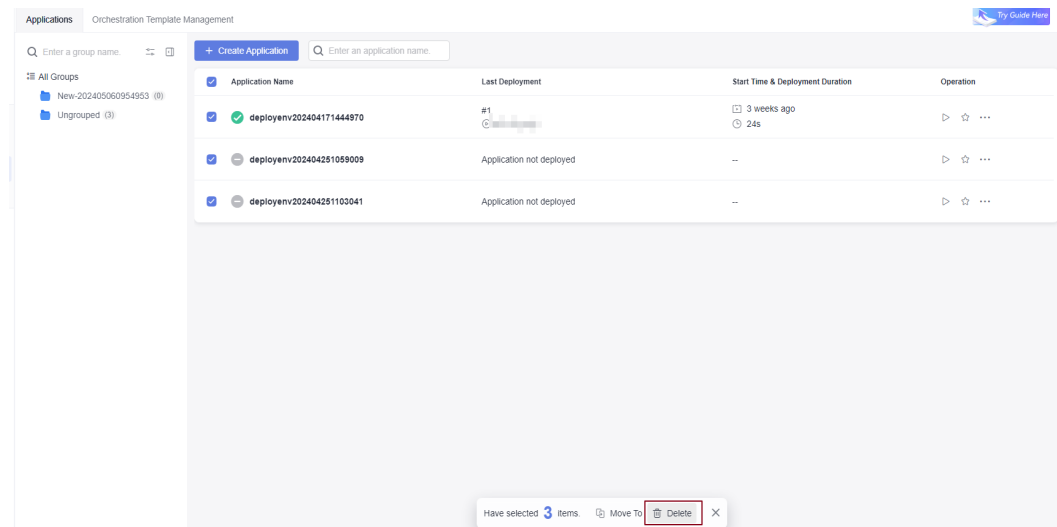 Applications Orchestration Template Management Try Guide Here
Enter a group name.
All Groups
New-202405060954953 (0)
Ungrouped (3)
+ Create Application Enter an application name.
Application Name Last Deployment Start Time & Deployment Duration Operation
deployenv202404171444970 #1 3 weeks ago
24s
deployenv202404251059009 Application not deployed --
deployenv202404251103041 Application not deployed --
Have selected 3 items. Move To Delete